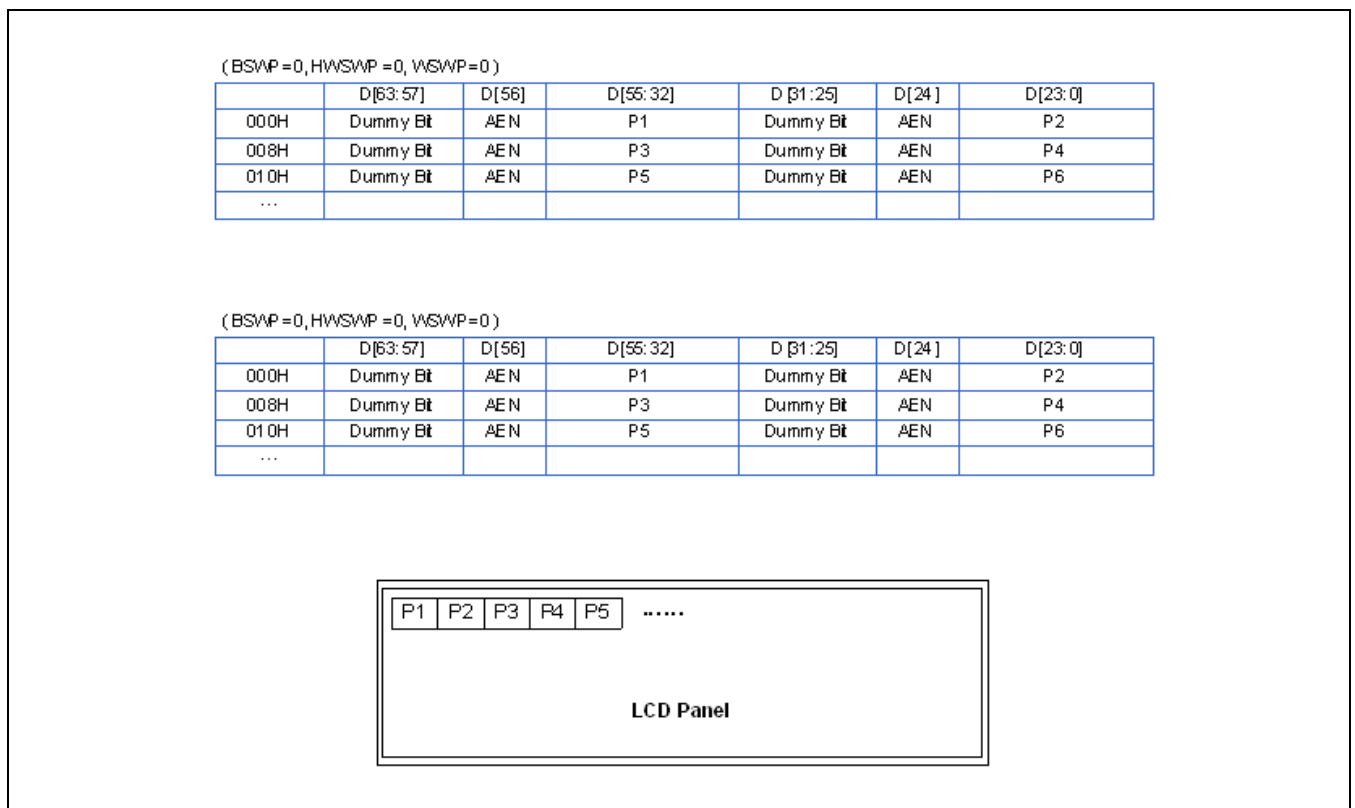 (BSWP=0, HWSWP=0, WSWP=0)
D[63:57] D[56] D[55:32] D[31:25] D[24] D[23:0]
000H Dummy Bit AEN P1 Dummy Bit AEN P2
008H Dummy Bit AEN P3 Dummy Bit AEN P4
010H Dummy Bit AEN P5 Dummy Bit AEN P6
...
(BSWP=0, HWSWP=0, WSWP=0)
D[63:57] D[56] D[55:32] D[31:25] D[24] D[23:0]
000H Dummy Bit AEN P1 Dummy Bit AEN P2
008H Dummy Bit AEN P3 Dummy Bit AEN P4
010H Dummy Bit AEN P5 Dummy Bit AEN P6
...
P1 P2 P3 P4 P5 ......
LCD Panel